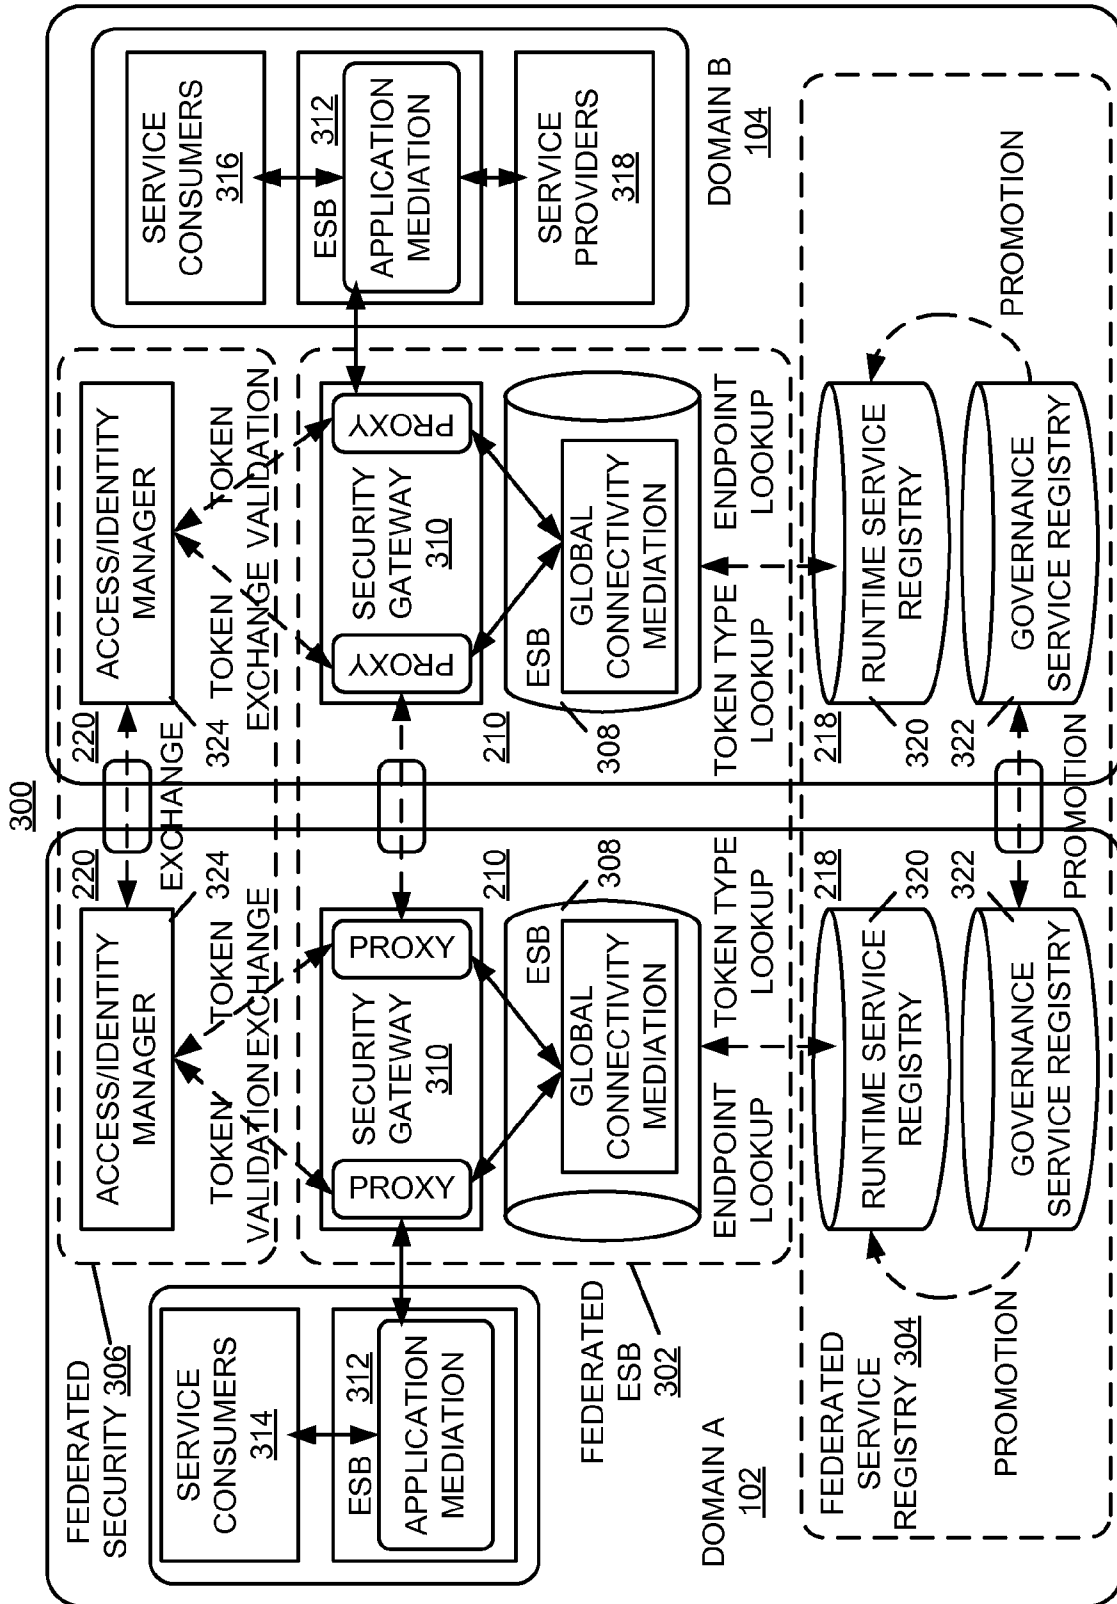 300
FEDERATED
SECURITY 306
SERVICE
CONSUMERS
314
ESB
312
APPLICATION
MEDIATION
DOMAIN A
102
ACCESS/IDENTITY
MANAGER
220
324
EXCHANGE
TOKEN
VALIDATION
TOKEN
EXCHANGE
PROXY
SECURITY
GATEWAY
310
PROXY
210
ESB
308
GLOBAL
CONNECTIVITY
MEDIATION
FEDERATED
ESB
302
ENDPOINT
LOOKUP
TOKEN TYPE
LOOKUP
FEDERATED
SERVICE
REGISTRY 304
RUNTIME SERVICE
REGISTRY
218
320
GOVERNANCE
SERVICE REGISTRY
322
PROMOTION
PROMOTION
220
ACCESS/IDENTITY
MANAGER
324
TOKEN
EXCHANGE
TOKEN
VALIDATION
PROXY
SECURITY
GATEWAY
310
PROXY
210
ESB
308
GLOBAL
CONNECTIVITY
MEDIATION
TOKEN TYPE
LOOKUP
ENDPOINT
LOOKUP
218
RUNTIME SERVICE
REGISTRY
320
322
GOVERNANCE
SERVICE REGISTRY
PROMOTION
SERVICE
CONSUMERS
316
ESB
312
APPLICATION
MEDIATION
SERVICE
PROVIDERS
318
DOMAIN B
104